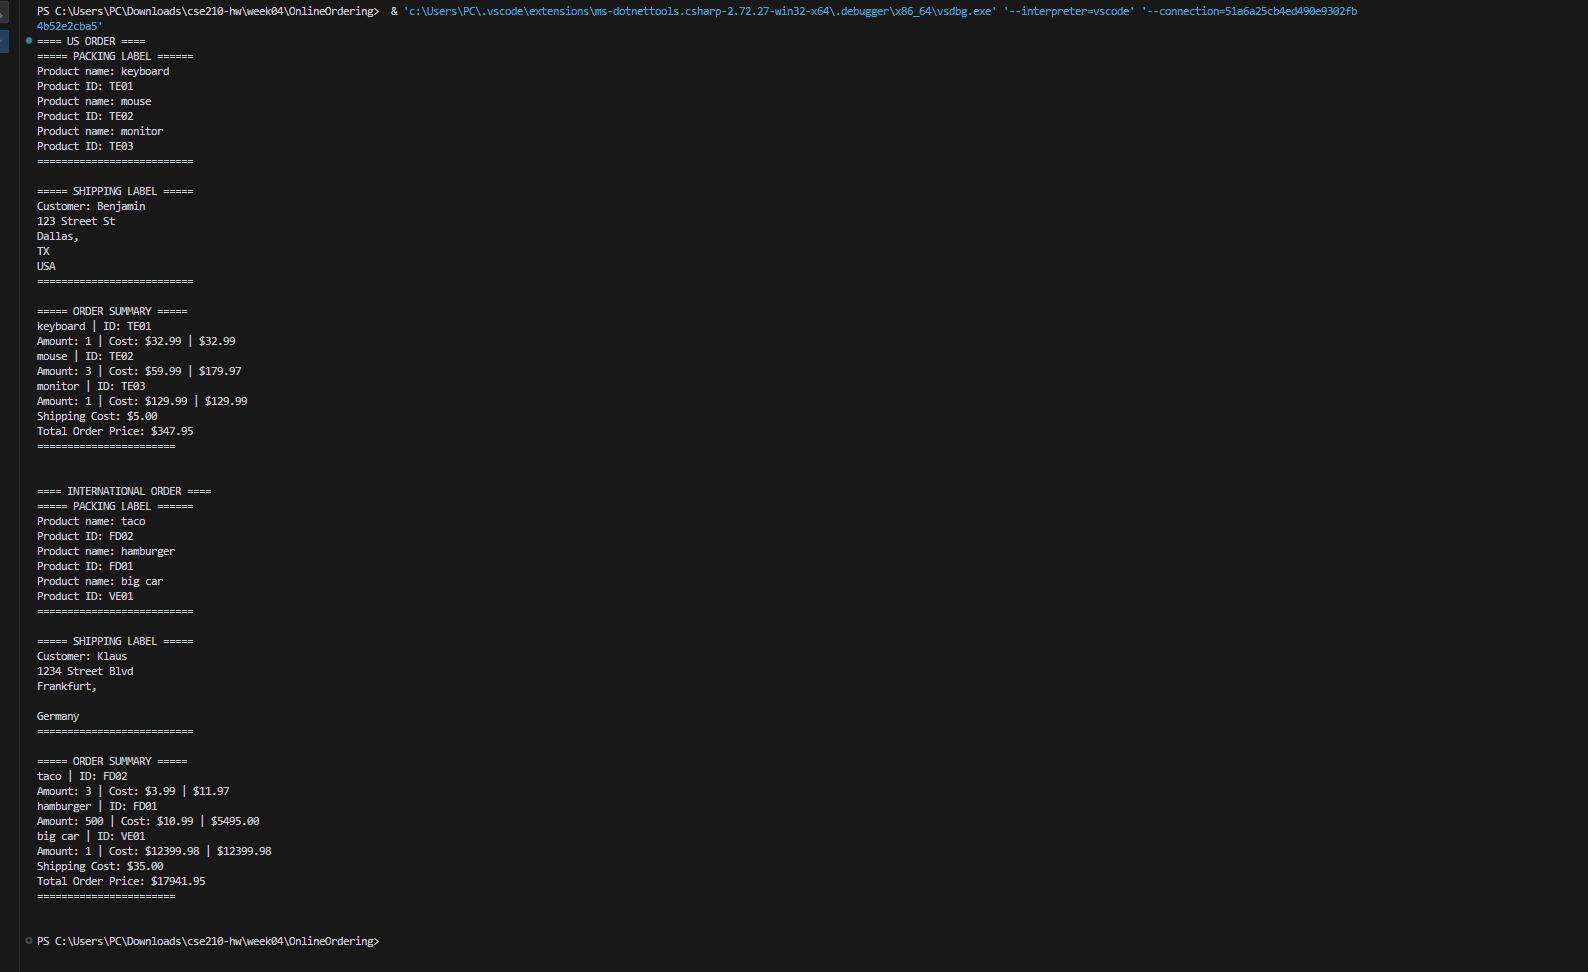 PS C:\Users\PC\Downloads\cse210-hw\week04\OnlineOrdering>  & 'c:\Users\PC\.vscode\extensions\ms-dotnettools.csharp-2.72.27-win32-x64\.debugger\x86_64\vsdbg.exe' '--interpreter=vscode' '--connection=51a6a25cb4ed490e9302fb
4b52e2cba5'
==== US ORDER ====
===== PACKING LABEL ======
Product name: keyboard
Product ID: TE01
Product name: mouse
Product ID: TE02
Product name: monitor
Product ID: TE03
==========================
===== SHIPPING LABEL =====
Customer: Benjamin
123 Street St
Dallas,
TX
USA
==========================
===== ORDER SUMMARY =====
keyboard | ID: TE01
Amount: 1 | Cost: $32.99 | $32.99
mouse | ID: TE02
Amount: 3 | Cost: $59.99 | $179.97
monitor | ID: TE03
Amount: 1 | Cost: $129.99 | $129.99
Shipping Cost: $5.00
Total Order Price: $347.95
=======================
==== INTERNATIONAL ORDER ====
===== PACKING LABEL ======
Product name: taco
Product ID: FD02
Product name: hamburger
Product ID: FD01
Product name: big car
Product ID: VE01
==========================
===== SHIPPING LABEL =====
Customer: Klaus
1234 Street Blvd
Frankfurt,
Germany
==========================
===== ORDER SUMMARY =====
taco | ID: FD02
Amount: 3 | Cost: $3.99 | $11.97
hamburger | ID: FD01
Amount: 500 | Cost: $10.99 | $5495.00
big car | ID: VE01
Amount: 1 | Cost: $12399.98 | $12399.98
Shipping Cost: $35.00
Total Order Price: $17941.95
=======================
PS C:\Users\PC\Downloads\cse210-hw\week04\OnlineOrdering>